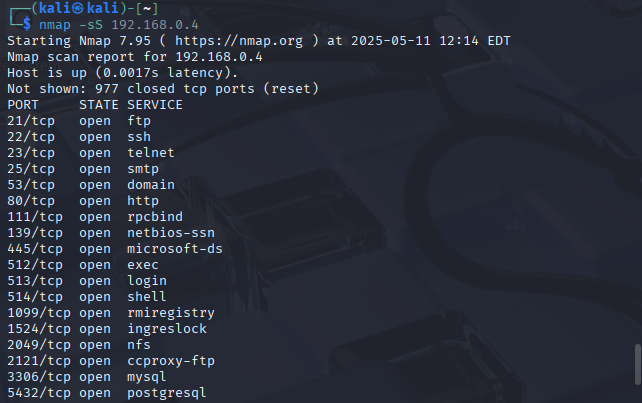 ┌──(kali㉿kali)-[~]
└─$ nmap -sS 192.168.0.4
Starting Nmap 7.95 ( https://nmap.org ) at 2025-05-11 12:14 EDT
Nmap scan report for 192.168.0.4
Host is up (0.0017s latency).
Not shown: 977 closed tcp ports (reset)
PORT     STATE SERVICE
21/tcp   open  ftp
22/tcp   open  ssh
23/tcp   open  telnet
25/tcp   open  smtp
53/tcp   open  domain
80/tcp   open  http
111/tcp  open  rpcbind
139/tcp  open  netbios-ssn
445/tcp  open  microsoft-ds
512/tcp  open  exec
513/tcp  open  login
514/tcp  open  shell
1099/tcp open  rmiregistry
1524/tcp open  ingreslock
2049/tcp open  nfs
2121/tcp open  ccproxy-ftp
3306/tcp open  mysql
5432/tcp open  postgresql